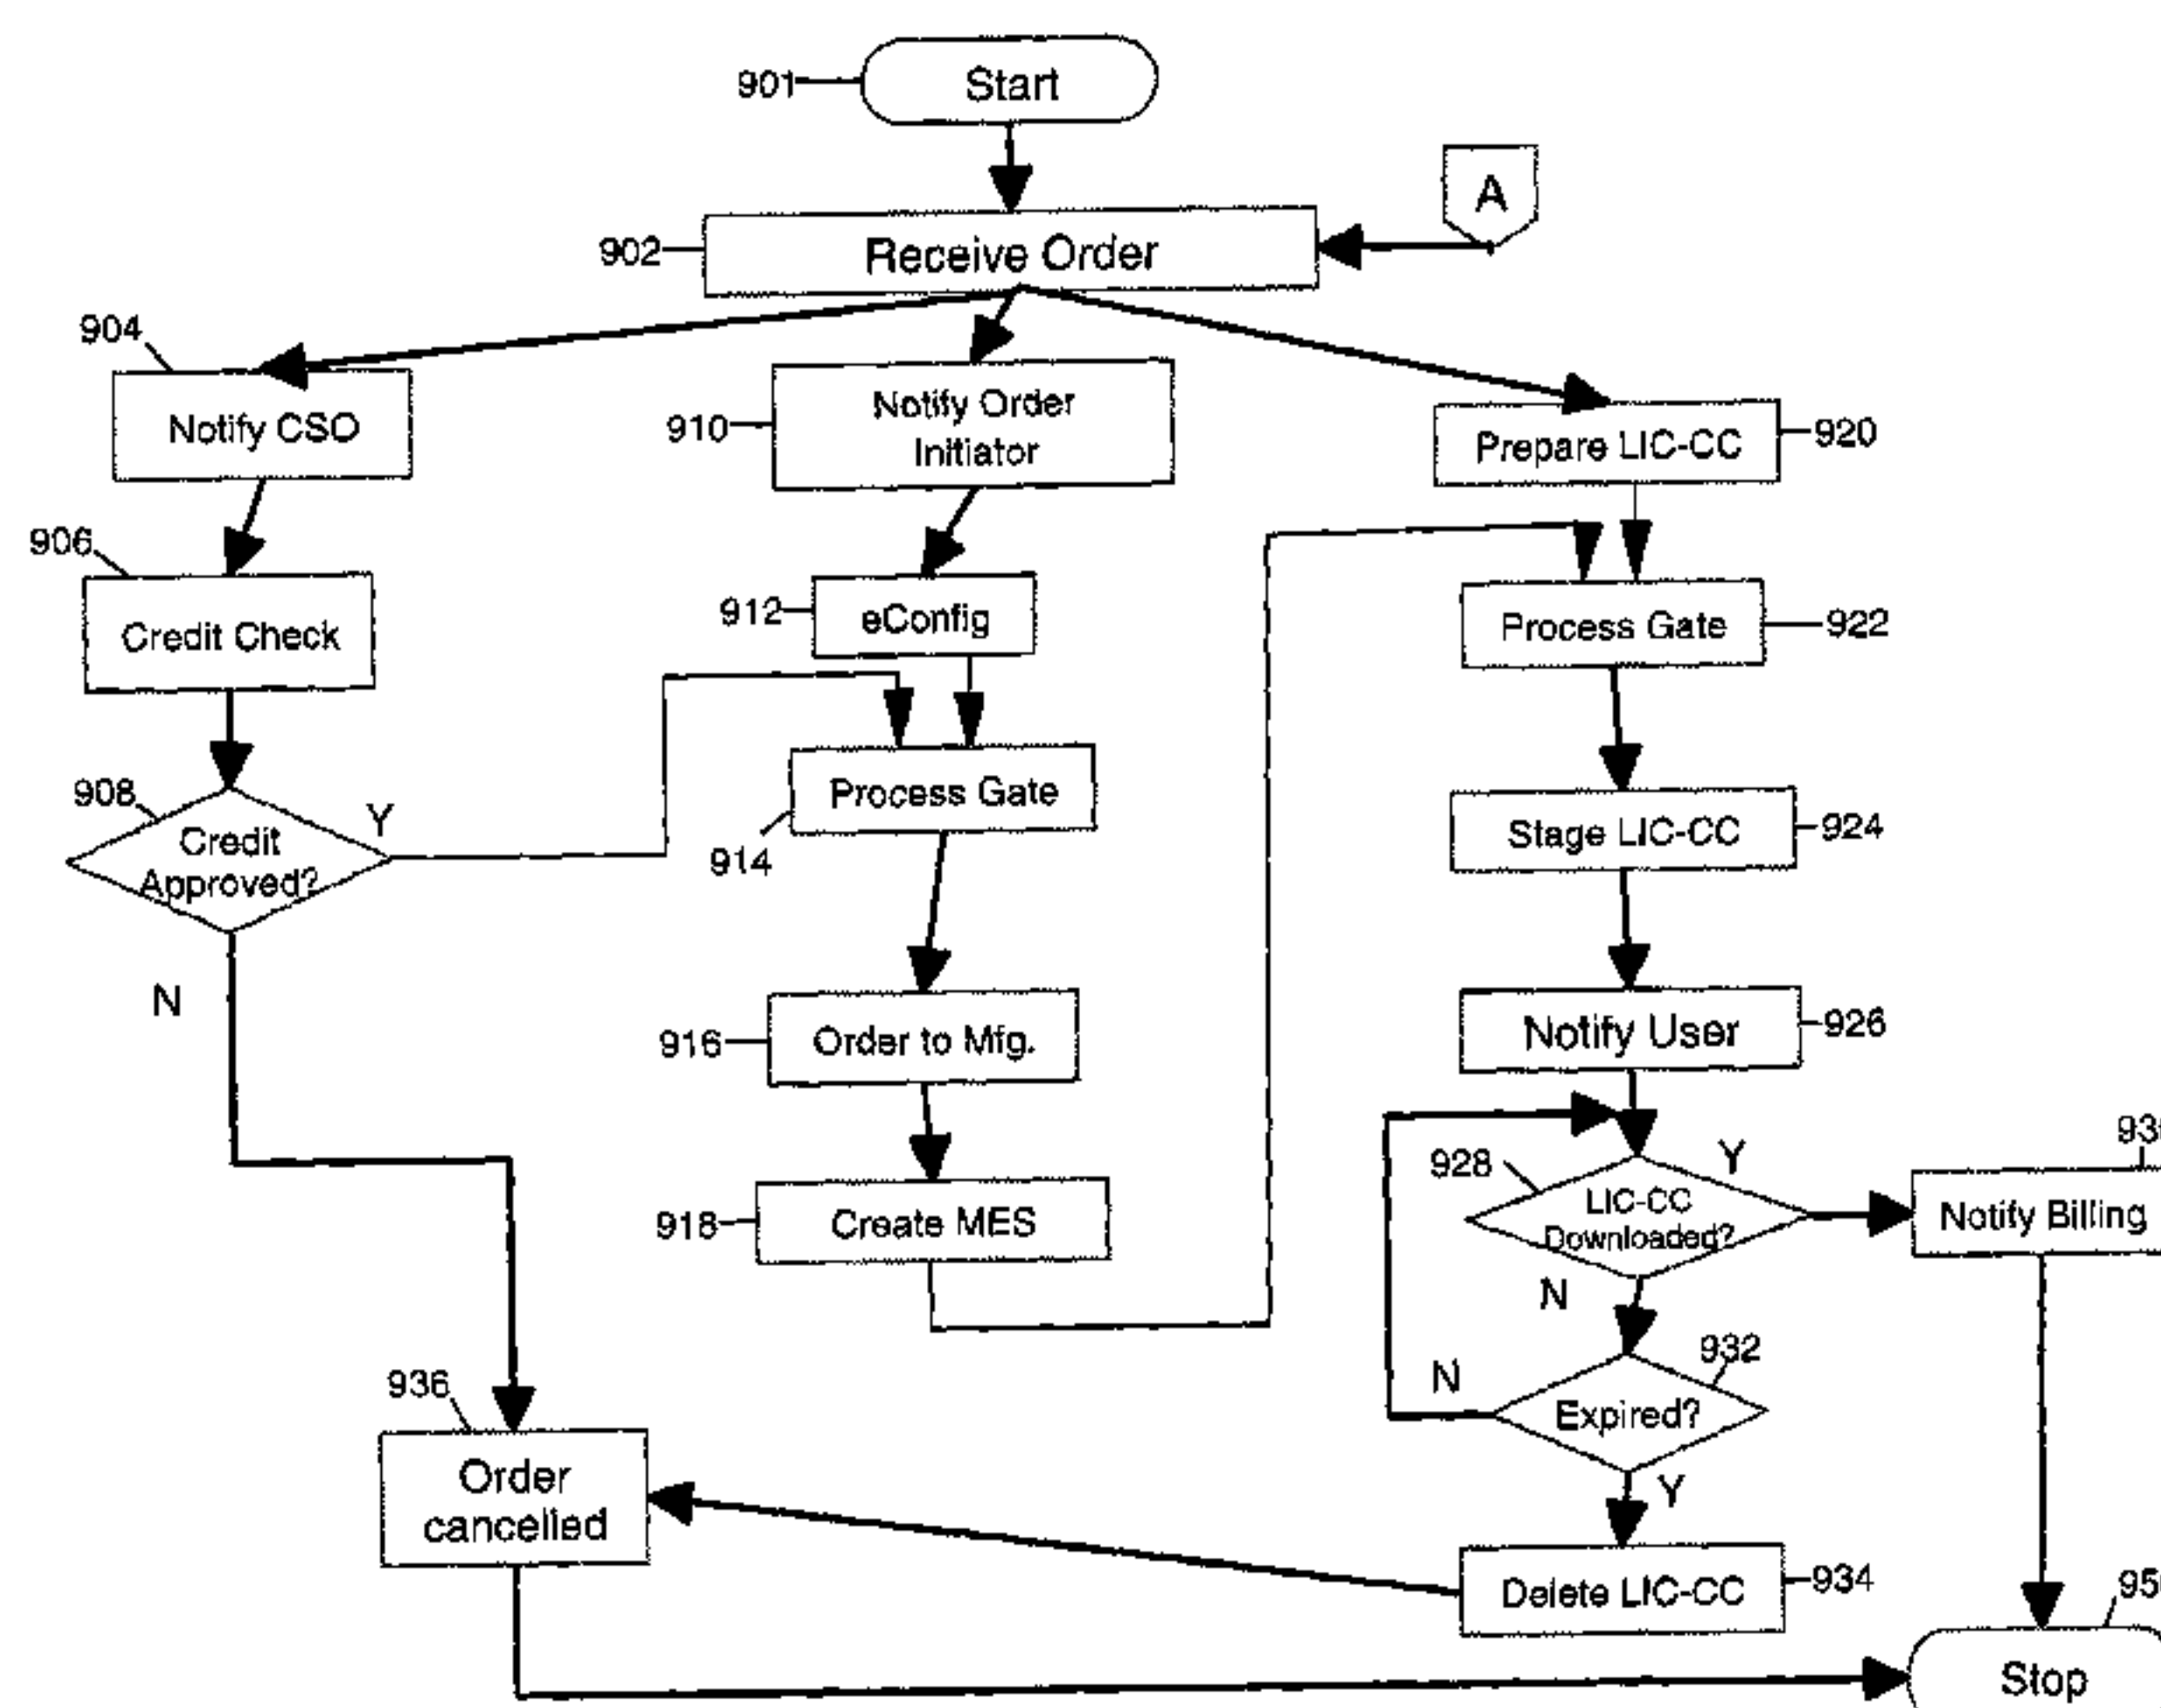 901
Start
A
902
Receive Order
904
Notify CSO
910
Notify Order
Initiator
Prepare LIC-CC
920
906
Credit Check
912
eConfig
Process Gate
922
908
Credit
Approved?
Y
Process Gate
914
Stage LIC-CC
924
N
916
Order to Mfg.
Notify User
926
918
Create MES
928
LIC-CC
Downloaded?
Y
Notify Billing
N
932
Expired?
N
Y
936
Order
cancelled
Delete LIC-CC
934
Stop